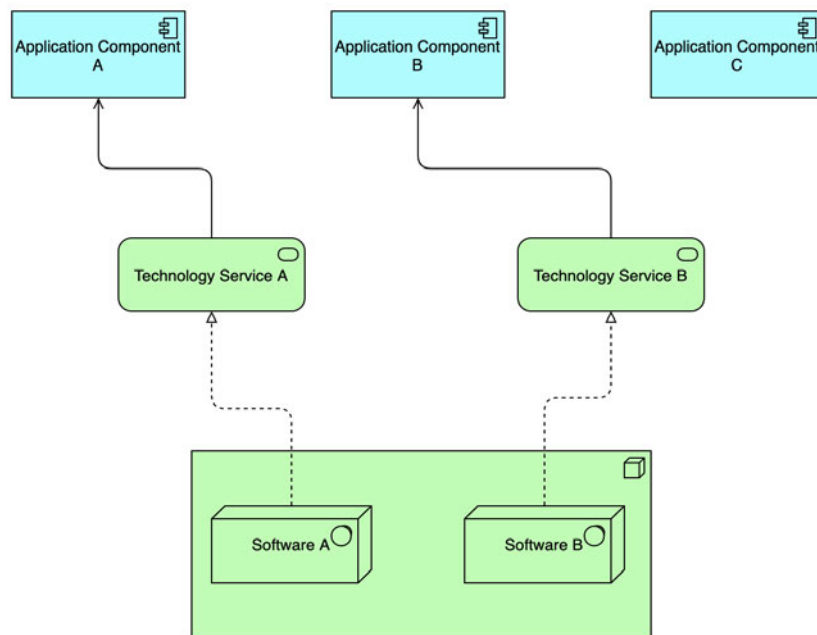 Application Component
A
Application Component
B
Application Component
C
Technology Service A
Technology Service B
Software A
Software B